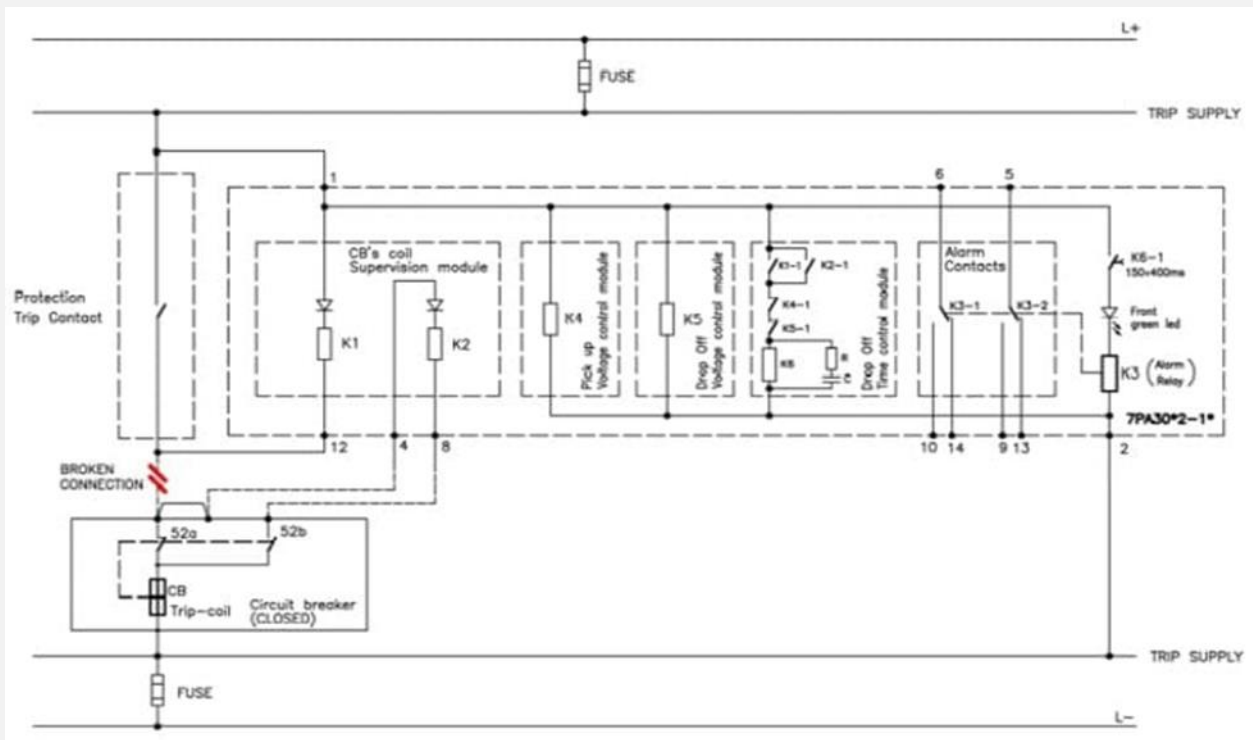 L+
FUSE
TRIP SUPPLY
1
6
5
CB's coil
Supervision module
Alarm
Contacts
K6-1
150÷400ms
Protection
Trip Contact
K1
K2
K4
Pick up
Voltage control module
K5
Drop Off
Voltage control module
K1-1
K2-1
K4-1
K5-1
K6
R
C
Drop Off
Time control module
K3-1
K3-2
Front
green led
K3
(Alarm
Relay)
7PA30*2-1*
12
4
8
10
14
9
13
2
BROKEN
CONNECTION
52a
52b
CB
Trip-coil
Circuit breaker
(CLOSED)
TRIP SUPPLY
FUSE
L-